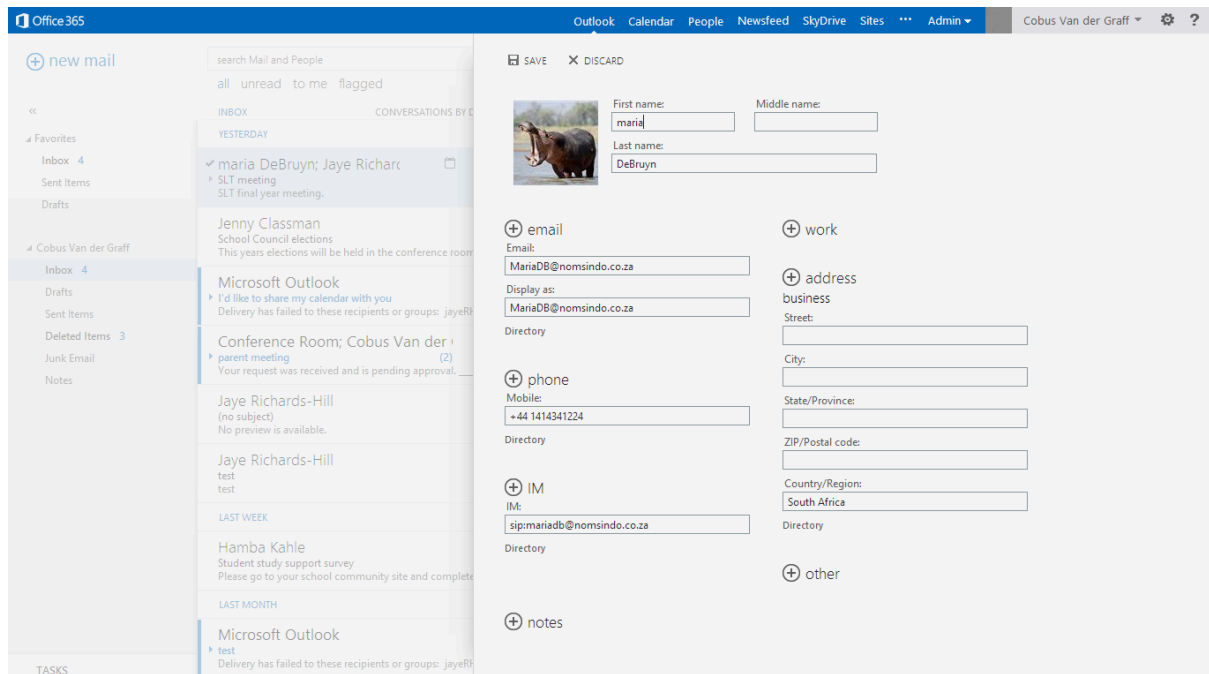 Office 365
Outlook Calendar People Newsfeed SkyDrive Sites ··· Admin Cobus Van der Graff ?
new mail
«
Favorites
Inbox 4
Sent Items
Drafts
Cobus Van der Graff
Inbox 4
Drafts
Sent Items
Deleted Items 3
Junk Email
Notes
TASKS
search Mail and People
all unread to me flagged
INBOX CONVERSATIONS BY D
YESTERDAY
maria DeBruyn; Jaye Richard
SLT meeting
SLT final year meeting.
Jenny Classman
School Council elections
This years elections will be held in the conference room
Microsoft Outlook
I'd like to share my calendar with you
Delivery has failed to these recipients or groups: jayeRH
Conference Room; Cobus Van der
parent meeting (2)
Your request was received and is pending approval.
Jaye Richards-Hill
(no subject)
No preview is available.
Jaye Richards-Hill
test
test
LAST WEEK
Hamba Kahle
Student study support survey
Please go to your school community site and complete
LAST MONTH
Microsoft Outlook
test
Delivery has failed to these recipients or groups: jayeRH
SAVE DISCARD
First name: Middle name:
maria
Last name:
DeBruyn
email
Email:
MariaDB@nomsindo.co.za
Display as:
MariaDB@nomsindo.co.za
Directory
phone
Mobile:
+44 1414341224
Directory
IM
IM:
sip:mariadb@nomsindo.co.za
Directory
notes
work
address
business
Street:
City:
State/Province:
ZIP/Postal code:
Country/Region:
South Africa
Directory
other